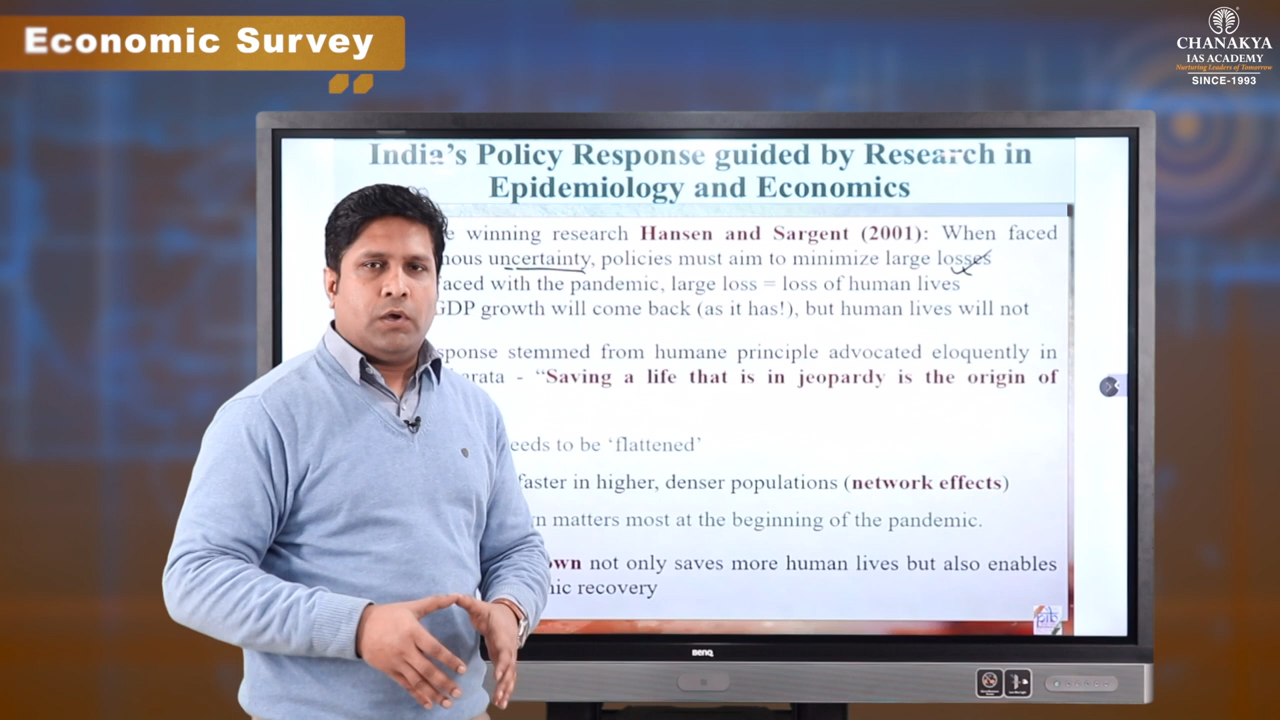 Economic Survey
CHANAKYA
IAS ACADEMY
Nurturing Leaders of Tomorrow
SINCE-1993
India's Policy Response guided by Research in
Epidemiology and Economics
winning research Hansen and Sargent (2001): When faced
uncertainty, policies must aim to minimize large losses
faced with the pandemic, large loss = loss of human lives
GDP growth will come back (as it has!), but human lives will not
stemmed from humane principle advocated eloquently in
- "Saving a life that is in jeopardy is the origin of
to be 'flattened'
faster in higher, denser populations (network effects)
matters most at the beginning of the pandemic.
not only saves more human lives but also enables
recovery
pib
BENQ